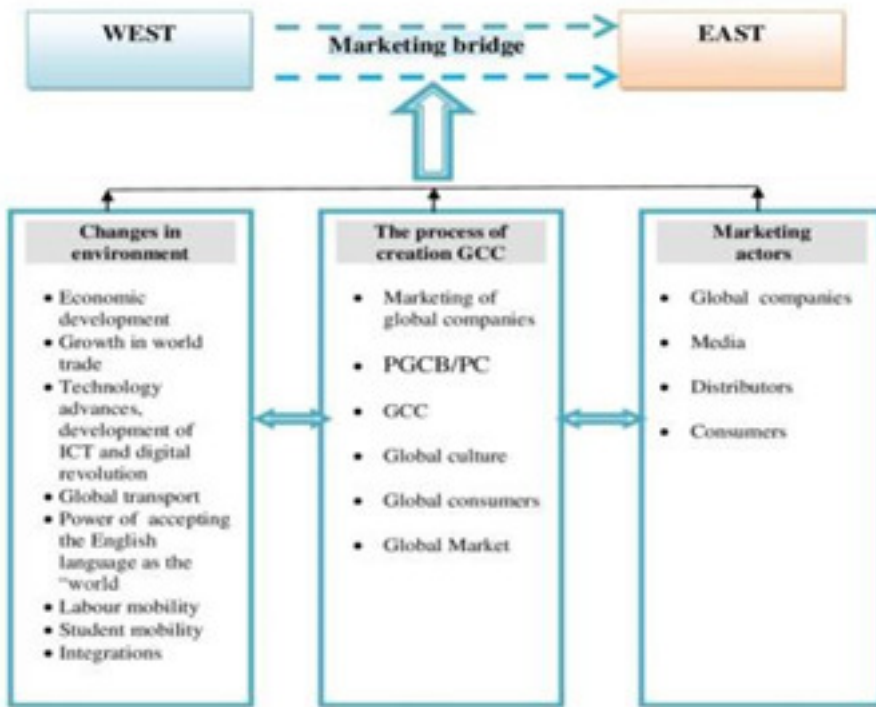 WEST
Marketing bridge
EAST
Changes in
environment
• Economic
development
• Growth in world
trade
• Technology
advances,
development of
ICT and digital
revolution
• Global transport
• Power of accepting
the English
language as the
"world
• Labour mobility
• Student mobility
• Integrations
The process of
creation GCC
• Marketing of
global companies
• PGCB/PC
• GCC
• Global culture
• Global consumers
• Global Market
Marketing
actors
• Global companies
• Media
• Distributors
• Consumers